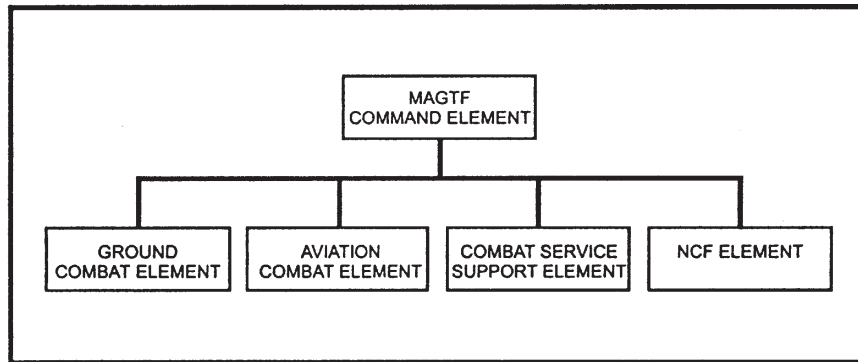 MAGTF
COMMAND ELEMENT
GROUND
COMBAT ELEMENT
AVIATION
COMBAT ELEMENT
COMBAT SERVICE
SUPPORT ELEMENT
NCF ELEMENT